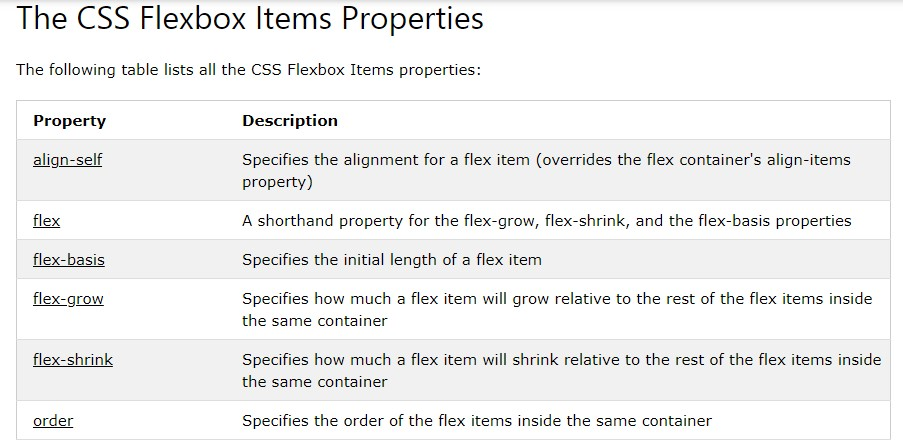 The CSS Flexbox Items Properties
The following table lists all the CSS Flexbox Items properties:
Property Description
align-self Specifies the alignment for a flex item (overrides the flex container's align-items
property)
flex A shorthand property for the flex-grow, flex-shrink, and the flex-basis properties
flex-basis Specifies the initial length of a flex item
flex-grow Specifies how much a flex item will grow relative to the rest of the flex items inside
the same container
flex-shrink Specifies how much a flex item will shrink relative to the rest of the flex items inside
the same container
order Specifies the order of the flex items inside the same container